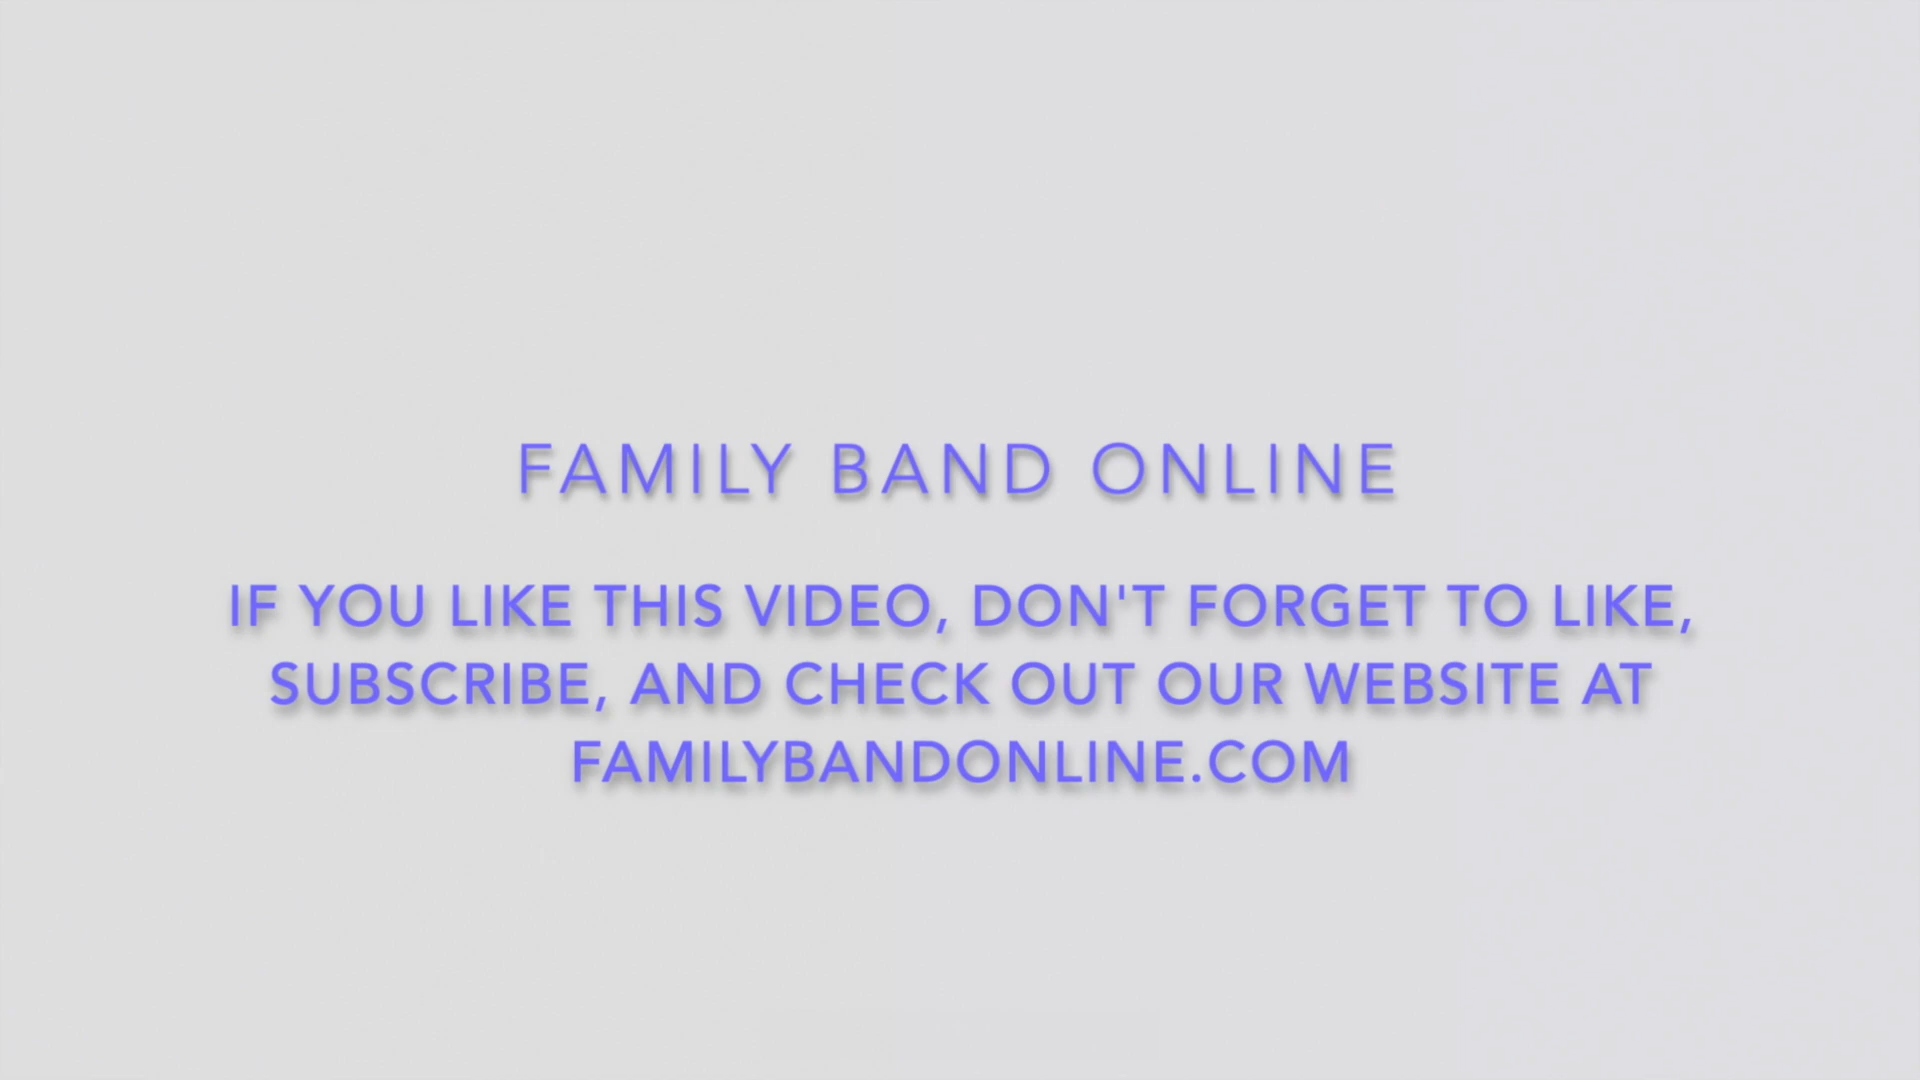 FAMILY BAND ONLINE
IF YOU LIKE THIS VIDEO, DON'T FORGET TO LIKE,
SUBSCRIBE, AND CHECK OUT OUR WEBSITE AT
FAMILYBANDONLINE.COM